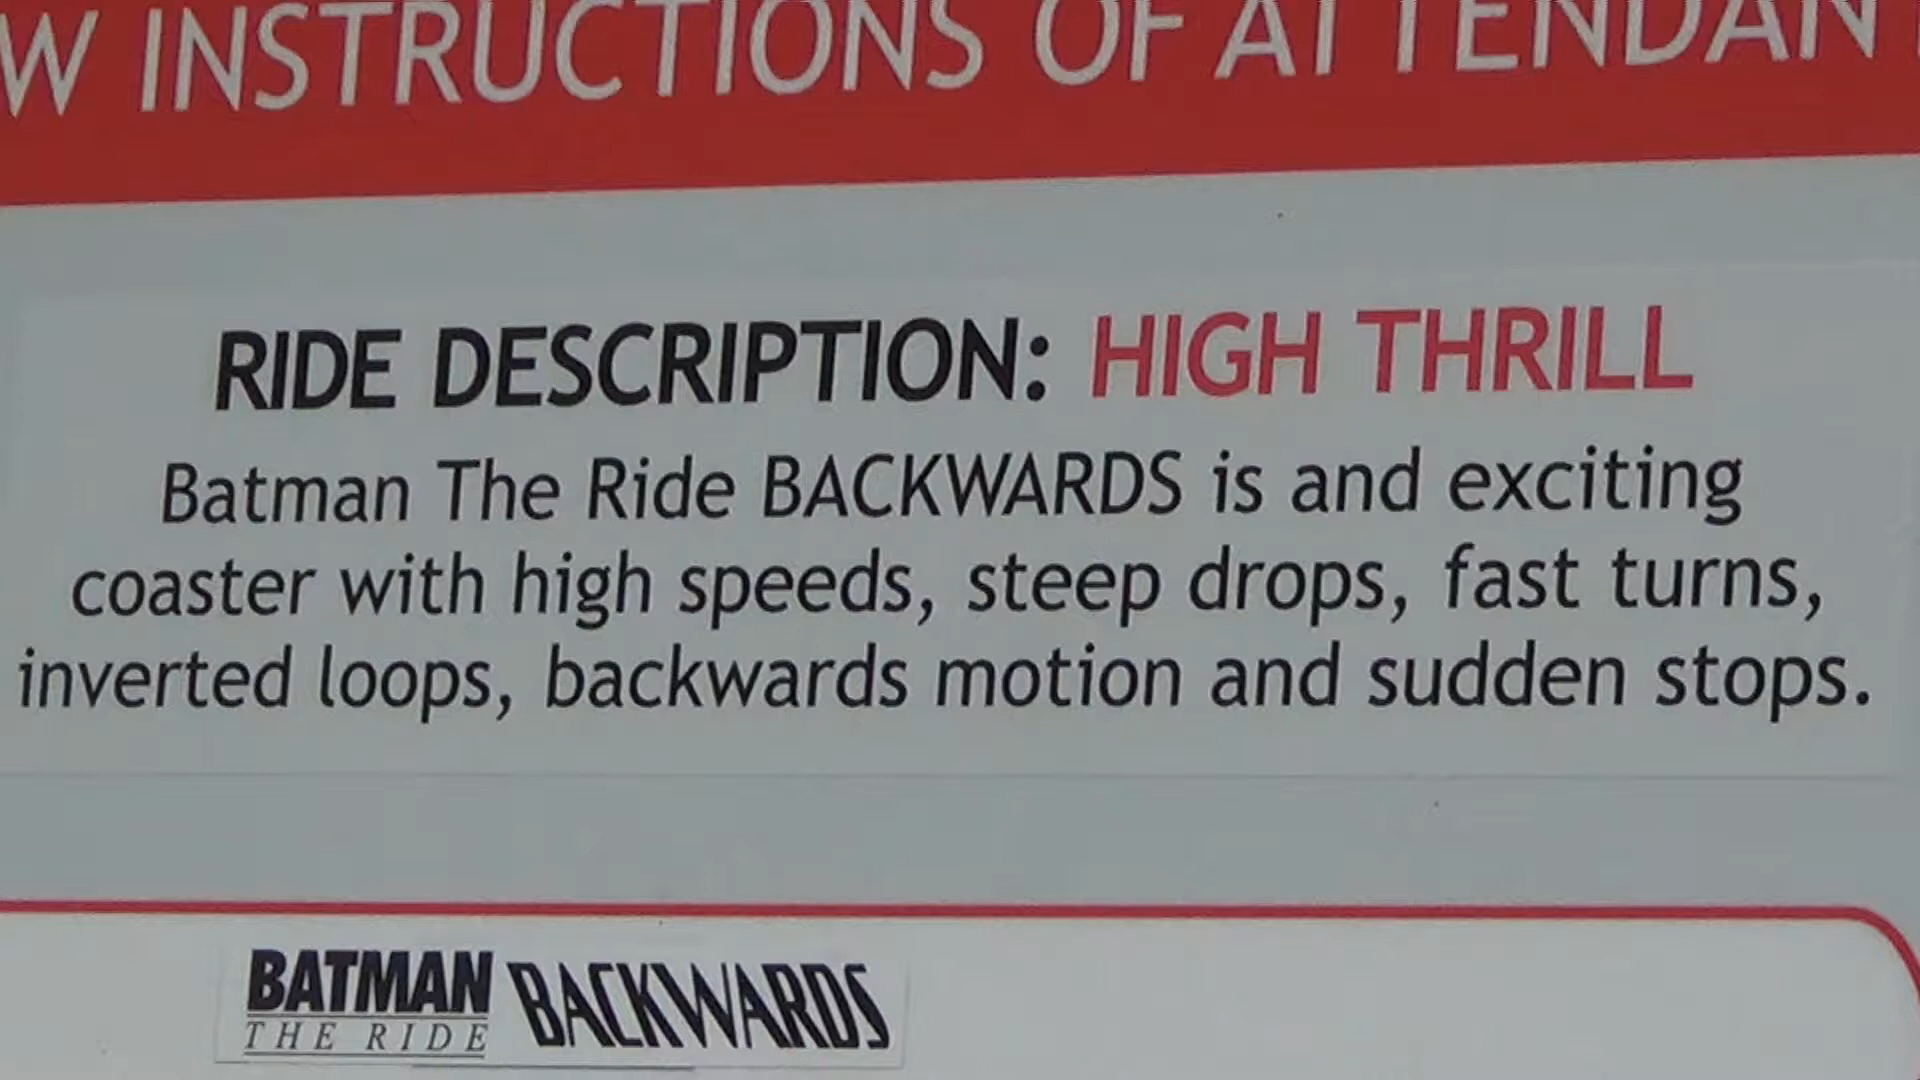 W INSTRUCTIONS OF ATTENDAN
RIDE DESCRIPTION: HIGH THRILL
Batman The Ride BACKWARDS is and exciting
coaster with high speeds, steep drops, fast turns,
inverted loops, backwards motion and sudden stops.
BATMAN BACKWARDS
THE RIDE